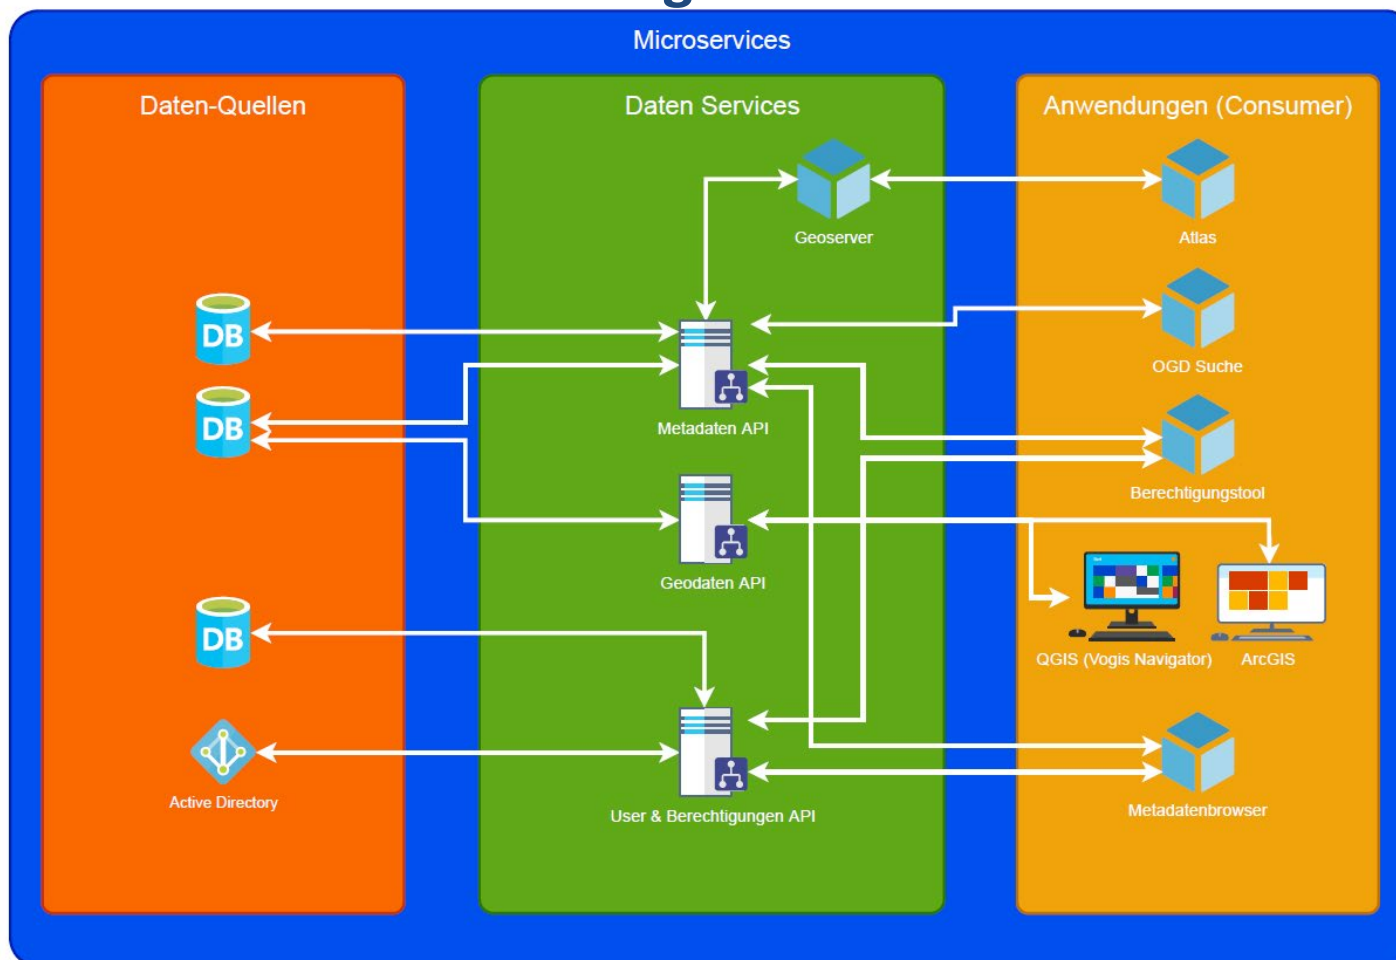 Microservices
Daten-Quellen
Daten Services
Anwendungen (Consumer)
Geoserver
Atlas
DB
OGD Suche
DB
Metadaten API
Berechtigungstool
Geodaten API
DB
QGIS (Vogis Navigator)
ArcGIS
Active Directory
User & Berechtigungen API
Metadatenbrowser